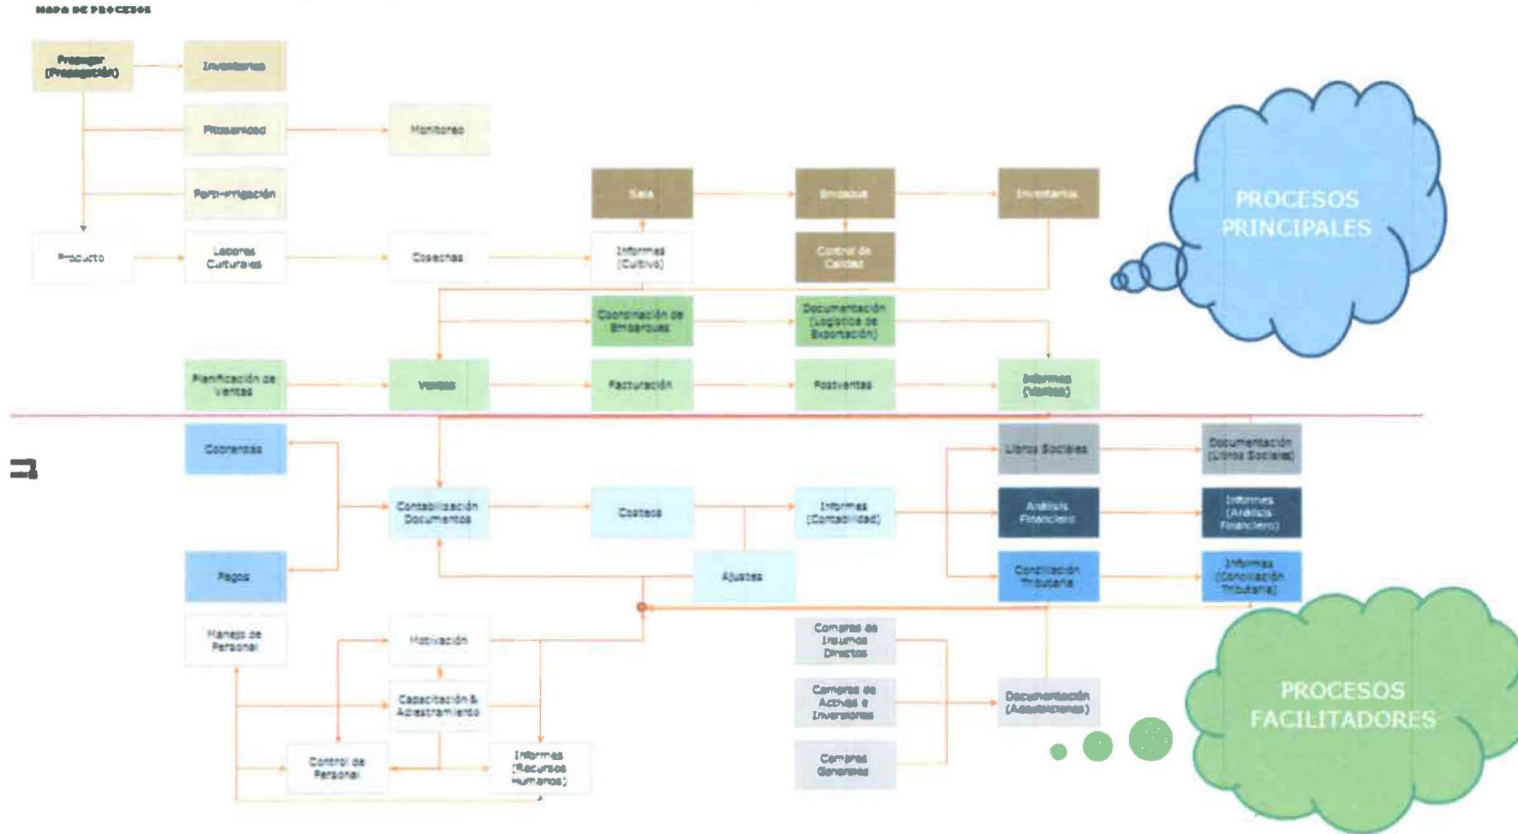 MAPA DE PROCESOS
Propagar
(Propagación)
Inventarios
Fitosanidad
Monitoreo
Ferti-irrigación
Sala
Empaque
Inventarios
Producto
Labores
Culturales
Cosechas
Informes
(Cultivo)
Control de
Calidad
PROCESOS
PRINCIPALES
Coordinación de
Embarques
Documentación
(Logística de
Exportación)
Planificación de
Ventas
Ventas
Facturación
Postventas
Informes
(Ventas)
Cobranzas
Libros Sociales
Documentación
(Libros Sociales)
Contabilización
Documentos
Costeos
Informes
(Contabilidad)
Análisis
Financiero
Informes
(Análisis
Financiero)
Pagos
Ajustes
Conciliación
Tributaria
Informes
(Conciliación
Tributaria)
Manejo de
Personal
Motivación
Compras de
Insumos
Directos
Capacitación &
Adiestramiento
Compras de
Activos e
Inversiones
Documentación
(Adquisiciones)
PROCESOS
FACILITADORES
Control de
Personal
Informes
(Recursos
Humanos)
Compras
Generales